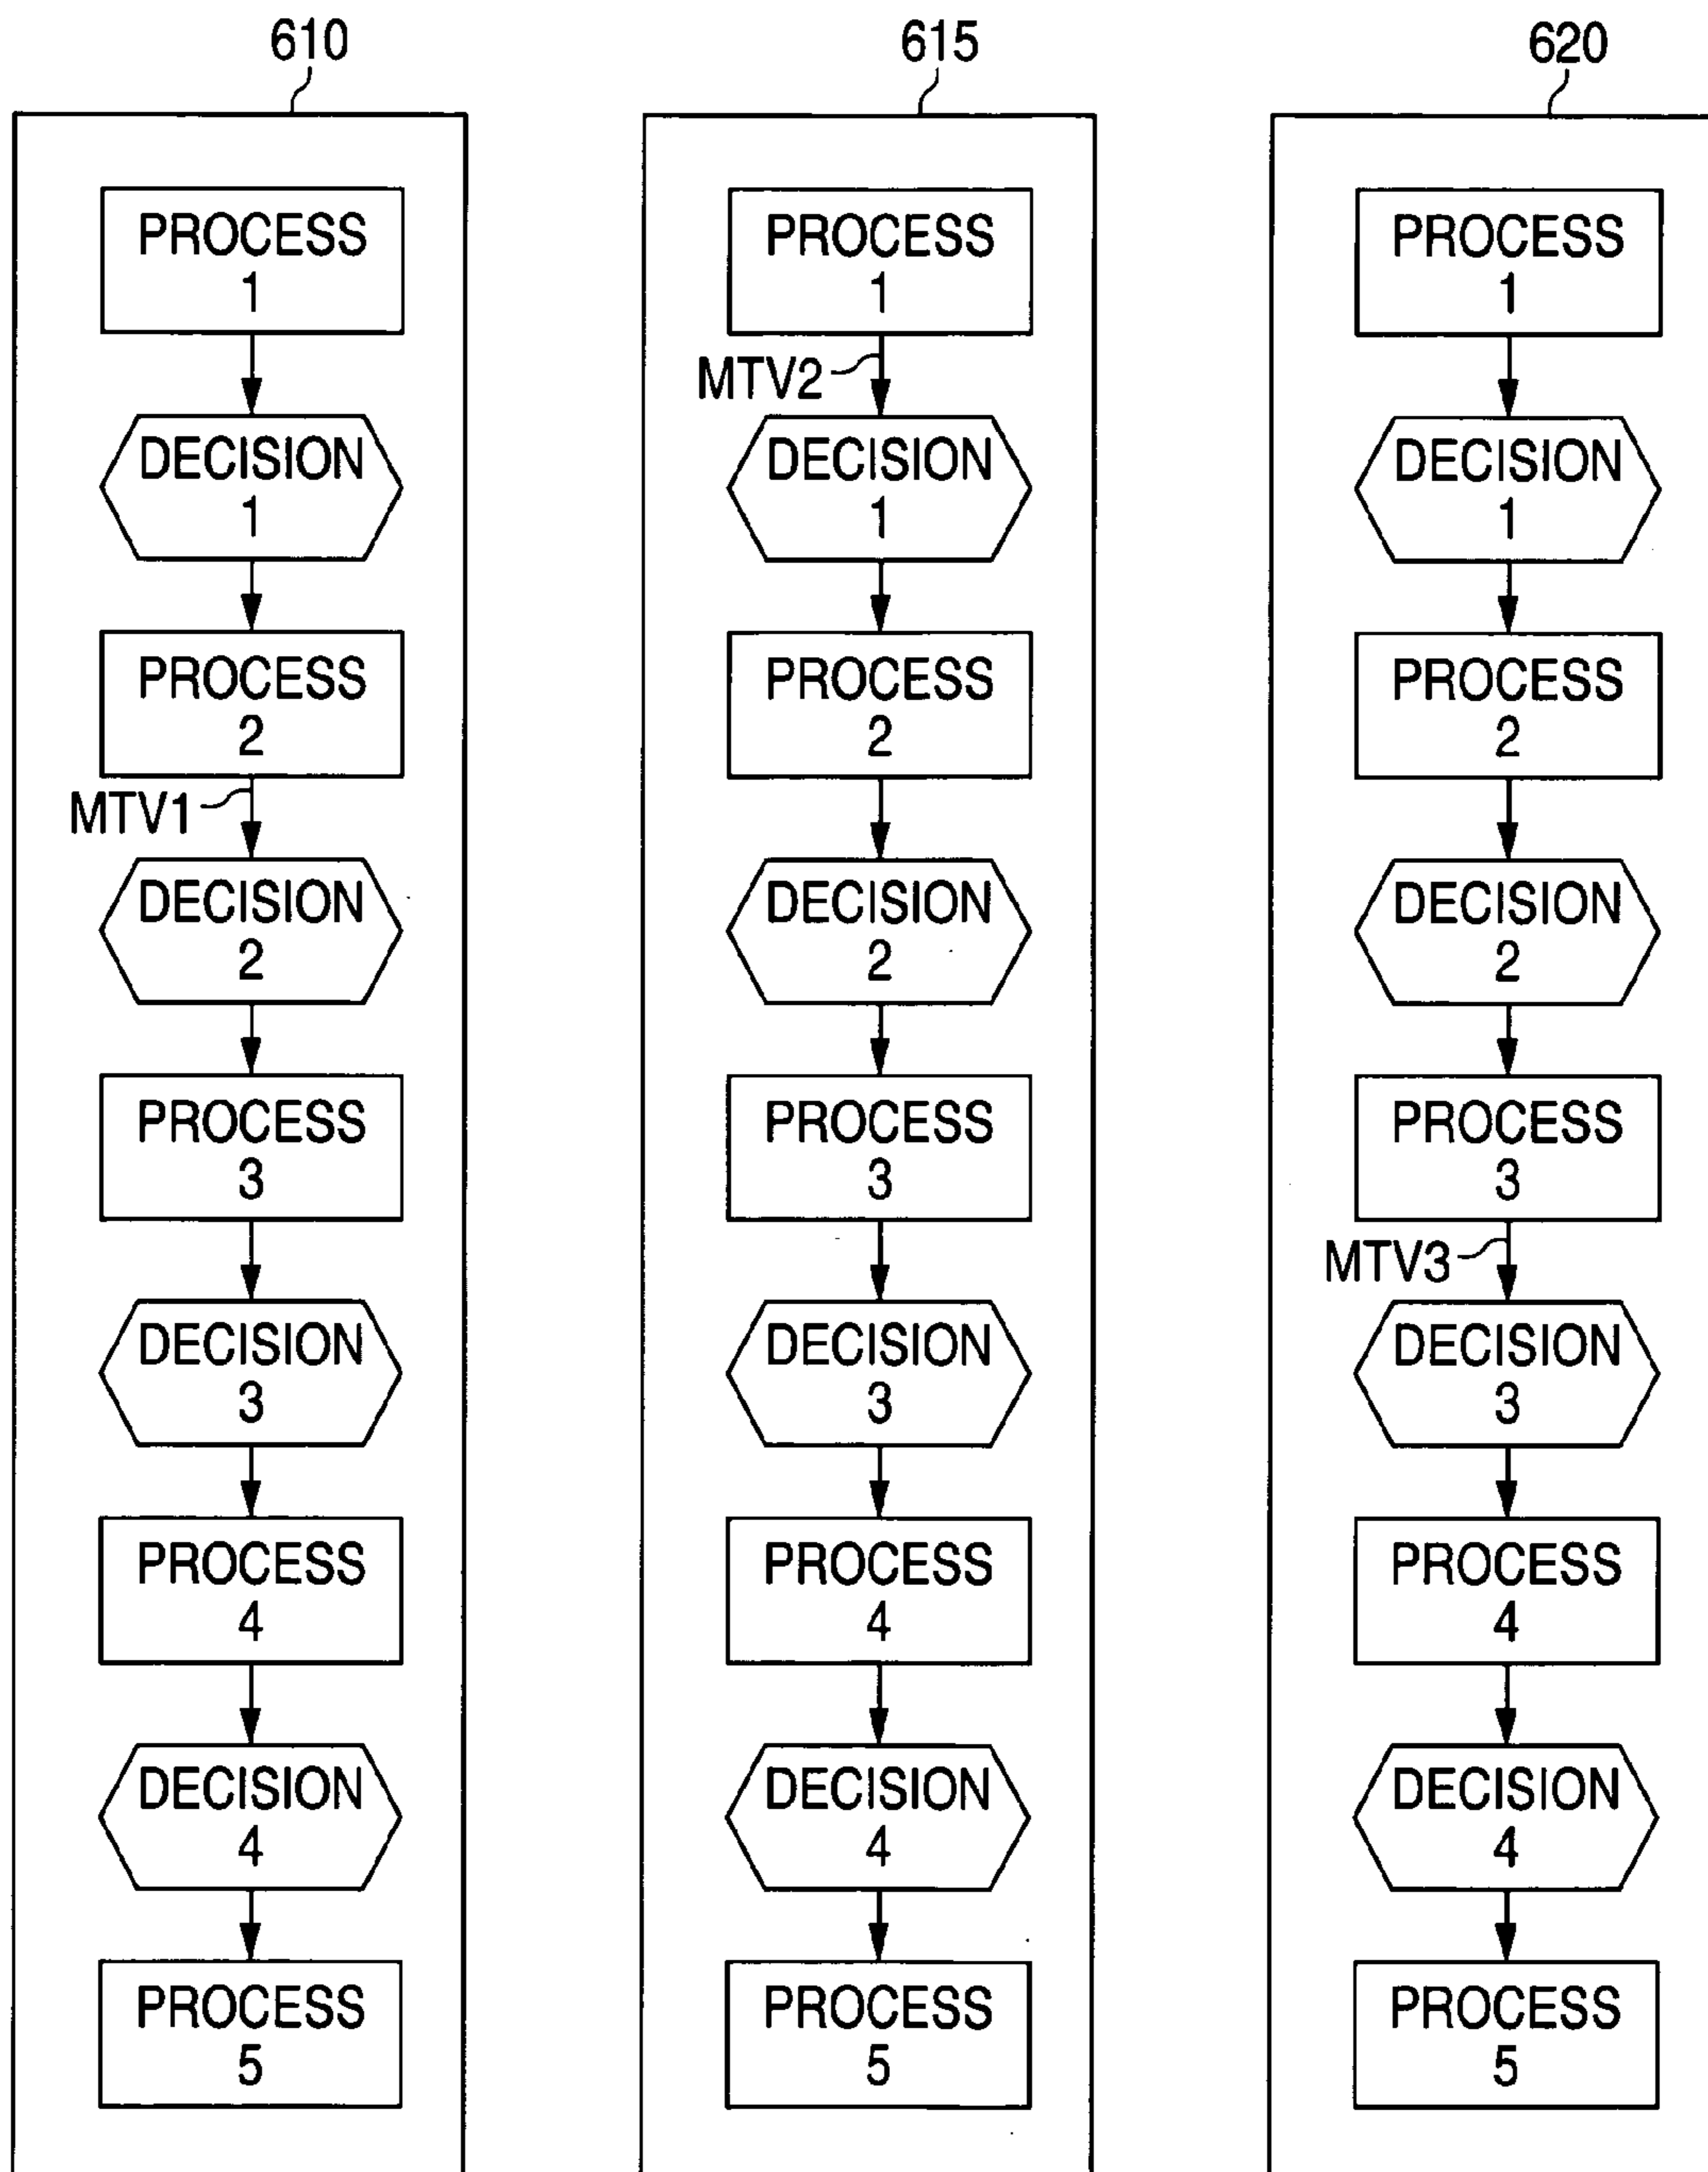 610
PROCESS
1
DECISION
1
PROCESS
2
MTV1
DECISION
2
PROCESS
3
DECISION
3
PROCESS
4
DECISION
4
PROCESS
5
615
PROCESS
1
MTV2
DECISION
1
PROCESS
2
DECISION
2
PROCESS
3
DECISION
3
PROCESS
4
DECISION
4
PROCESS
5
620
PROCESS
1
DECISION
1
PROCESS
2
DECISION
2
PROCESS
3
MTV3
DECISION
3
PROCESS
4
DECISION
4
PROCESS
5